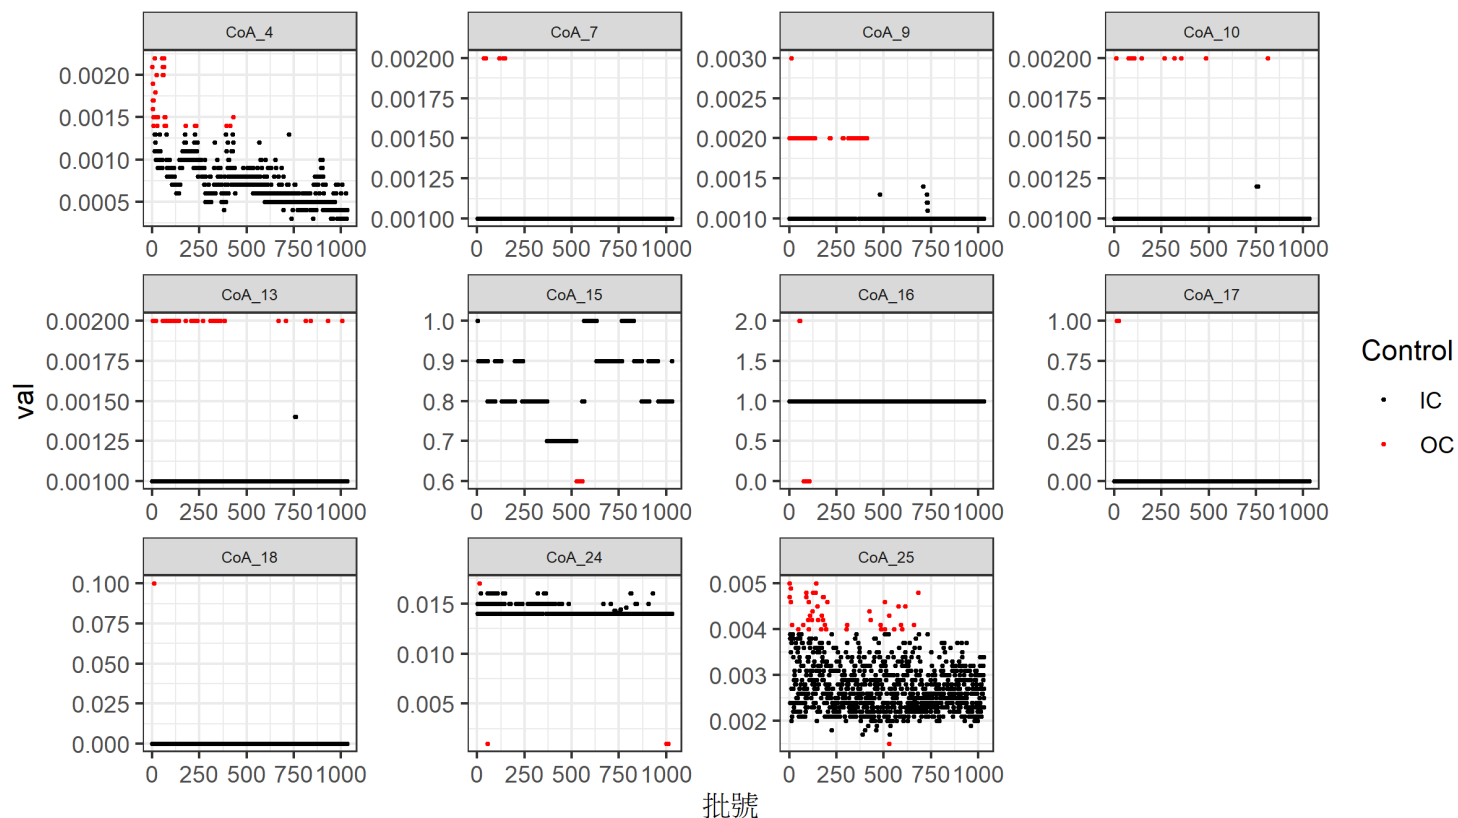 CoA_4 CoA_7 CoA_9 CoA_10
0.0020 0.0015 0.0010 0.0005
0.00200 0.00175 0.00150 0.00125 0.00100
0.0030 0.0025 0.0020 0.0015 0.0010
0.00200 0.00175 0.00150 0.00125 0.00100
0 250 500 750 1000 0 250 500 750 1000 0 250 500 750 1000 0 250 500 750 1000
CoA_13 CoA_15 CoA_16 CoA_17
0.00200 0.00175 0.00150 0.00125 0.00100
1.0 0.9 0.8 0.7 0.6
2.0 1.5 1.0 0.5 0.0
1.00 0.75 0.50 0.25 0.00
0 250 500 750 1000 0 250 500 750 1000 0 250 500 750 1000 0 250 500 750 1000
CoA_18 CoA_24 CoA_25
0.100 0.075 0.050 0.025 0.000
0.015 0.010 0.005
0.005 0.004 0.003 0.002
0 250 500 750 1000 0 250 500 750 1000 0 250 500 750 1000
val
批號
Control
IC
OC